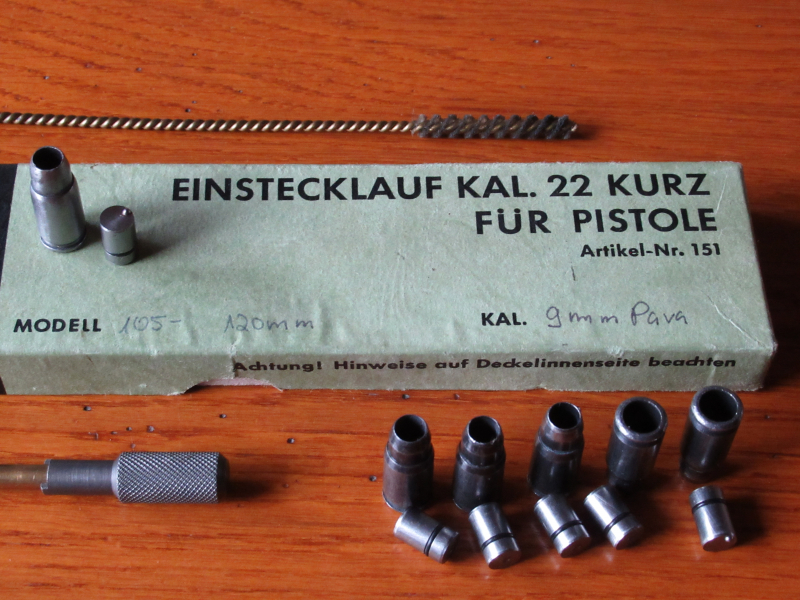 EINSTECKLAUF KAL. 22 KURZ
FÜR PISTOLE
Artikel-Nr. 151
MODELL 105- 120mm KAL. 9mm Para
Achtung! Hinweise auf Deckelinnenseite beachten